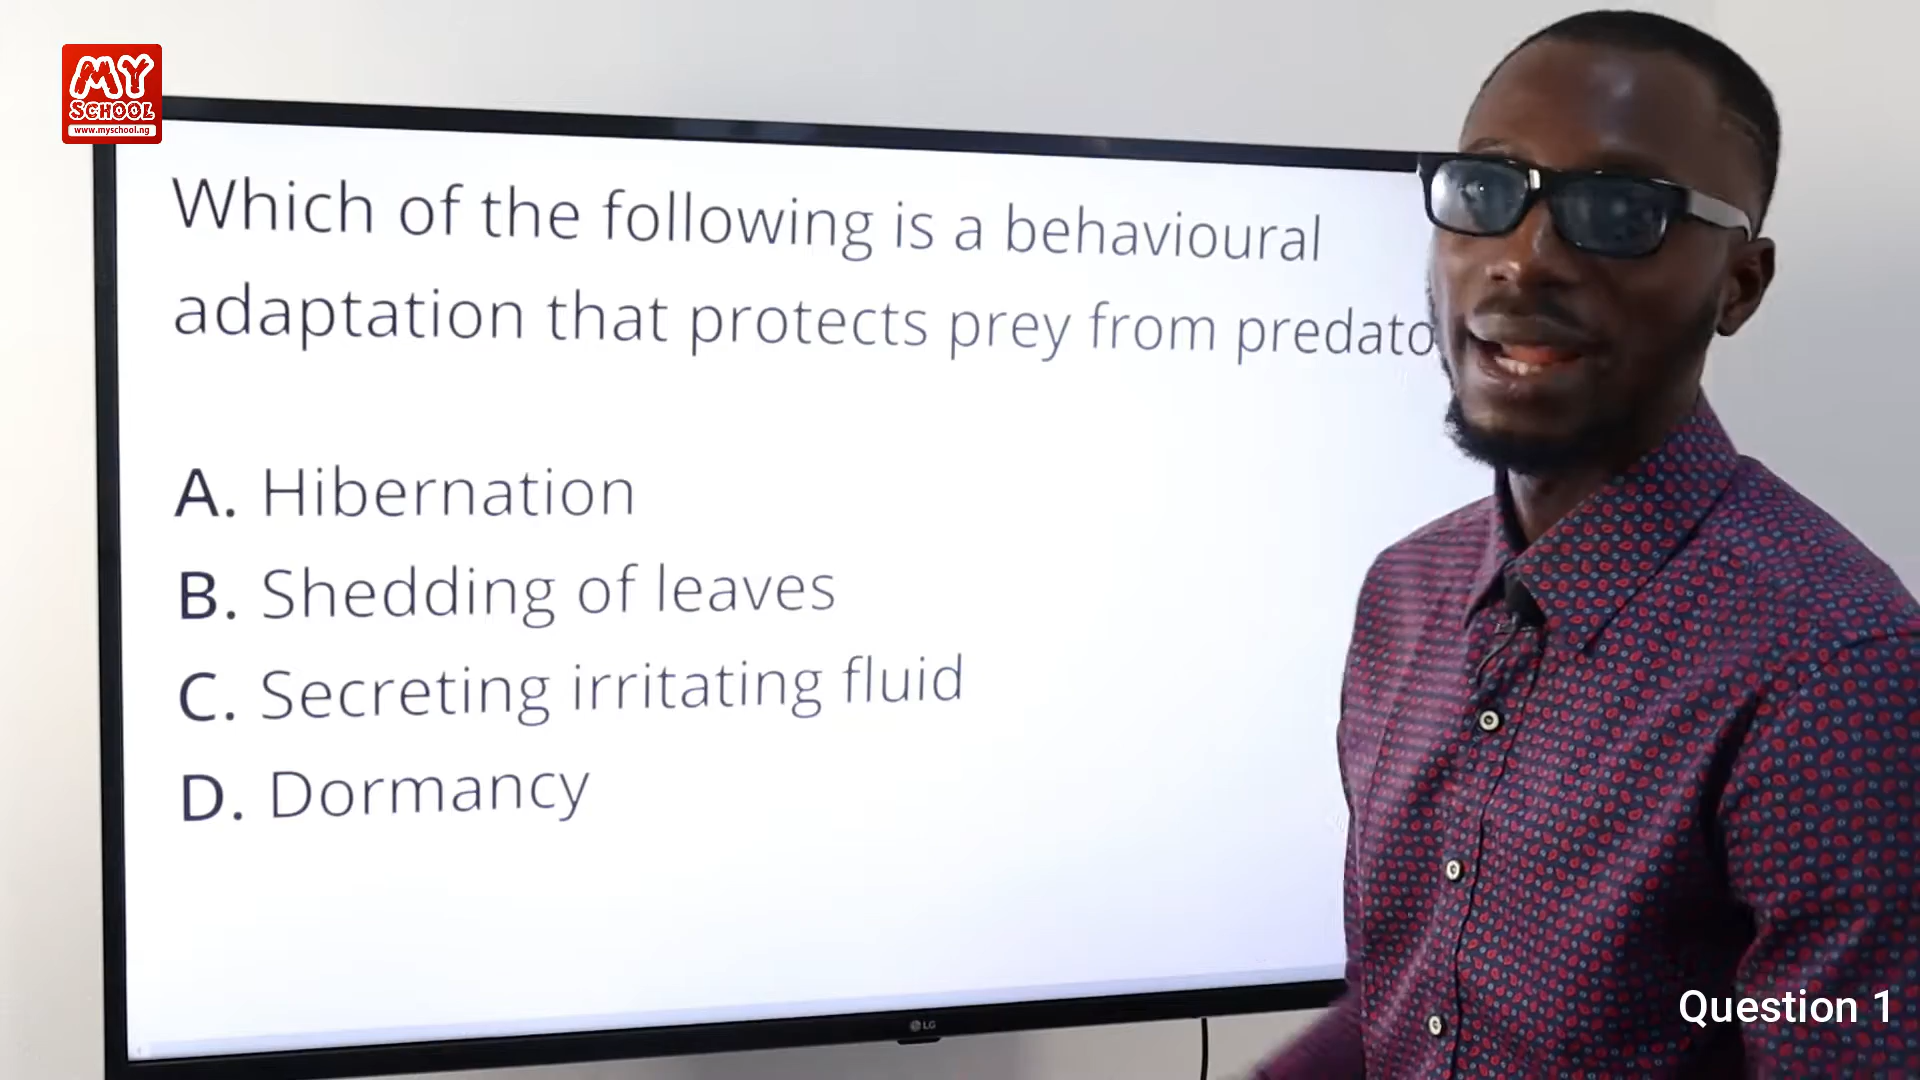 MY
SCHOOL
www.myschool.ng
Which of the following is a behavioural
adaptation that protects prey from predato
A. Hibernation
B. Shedding of leaves
C. Secreting irritating fluid
D. Dormancy
LG
Question 1